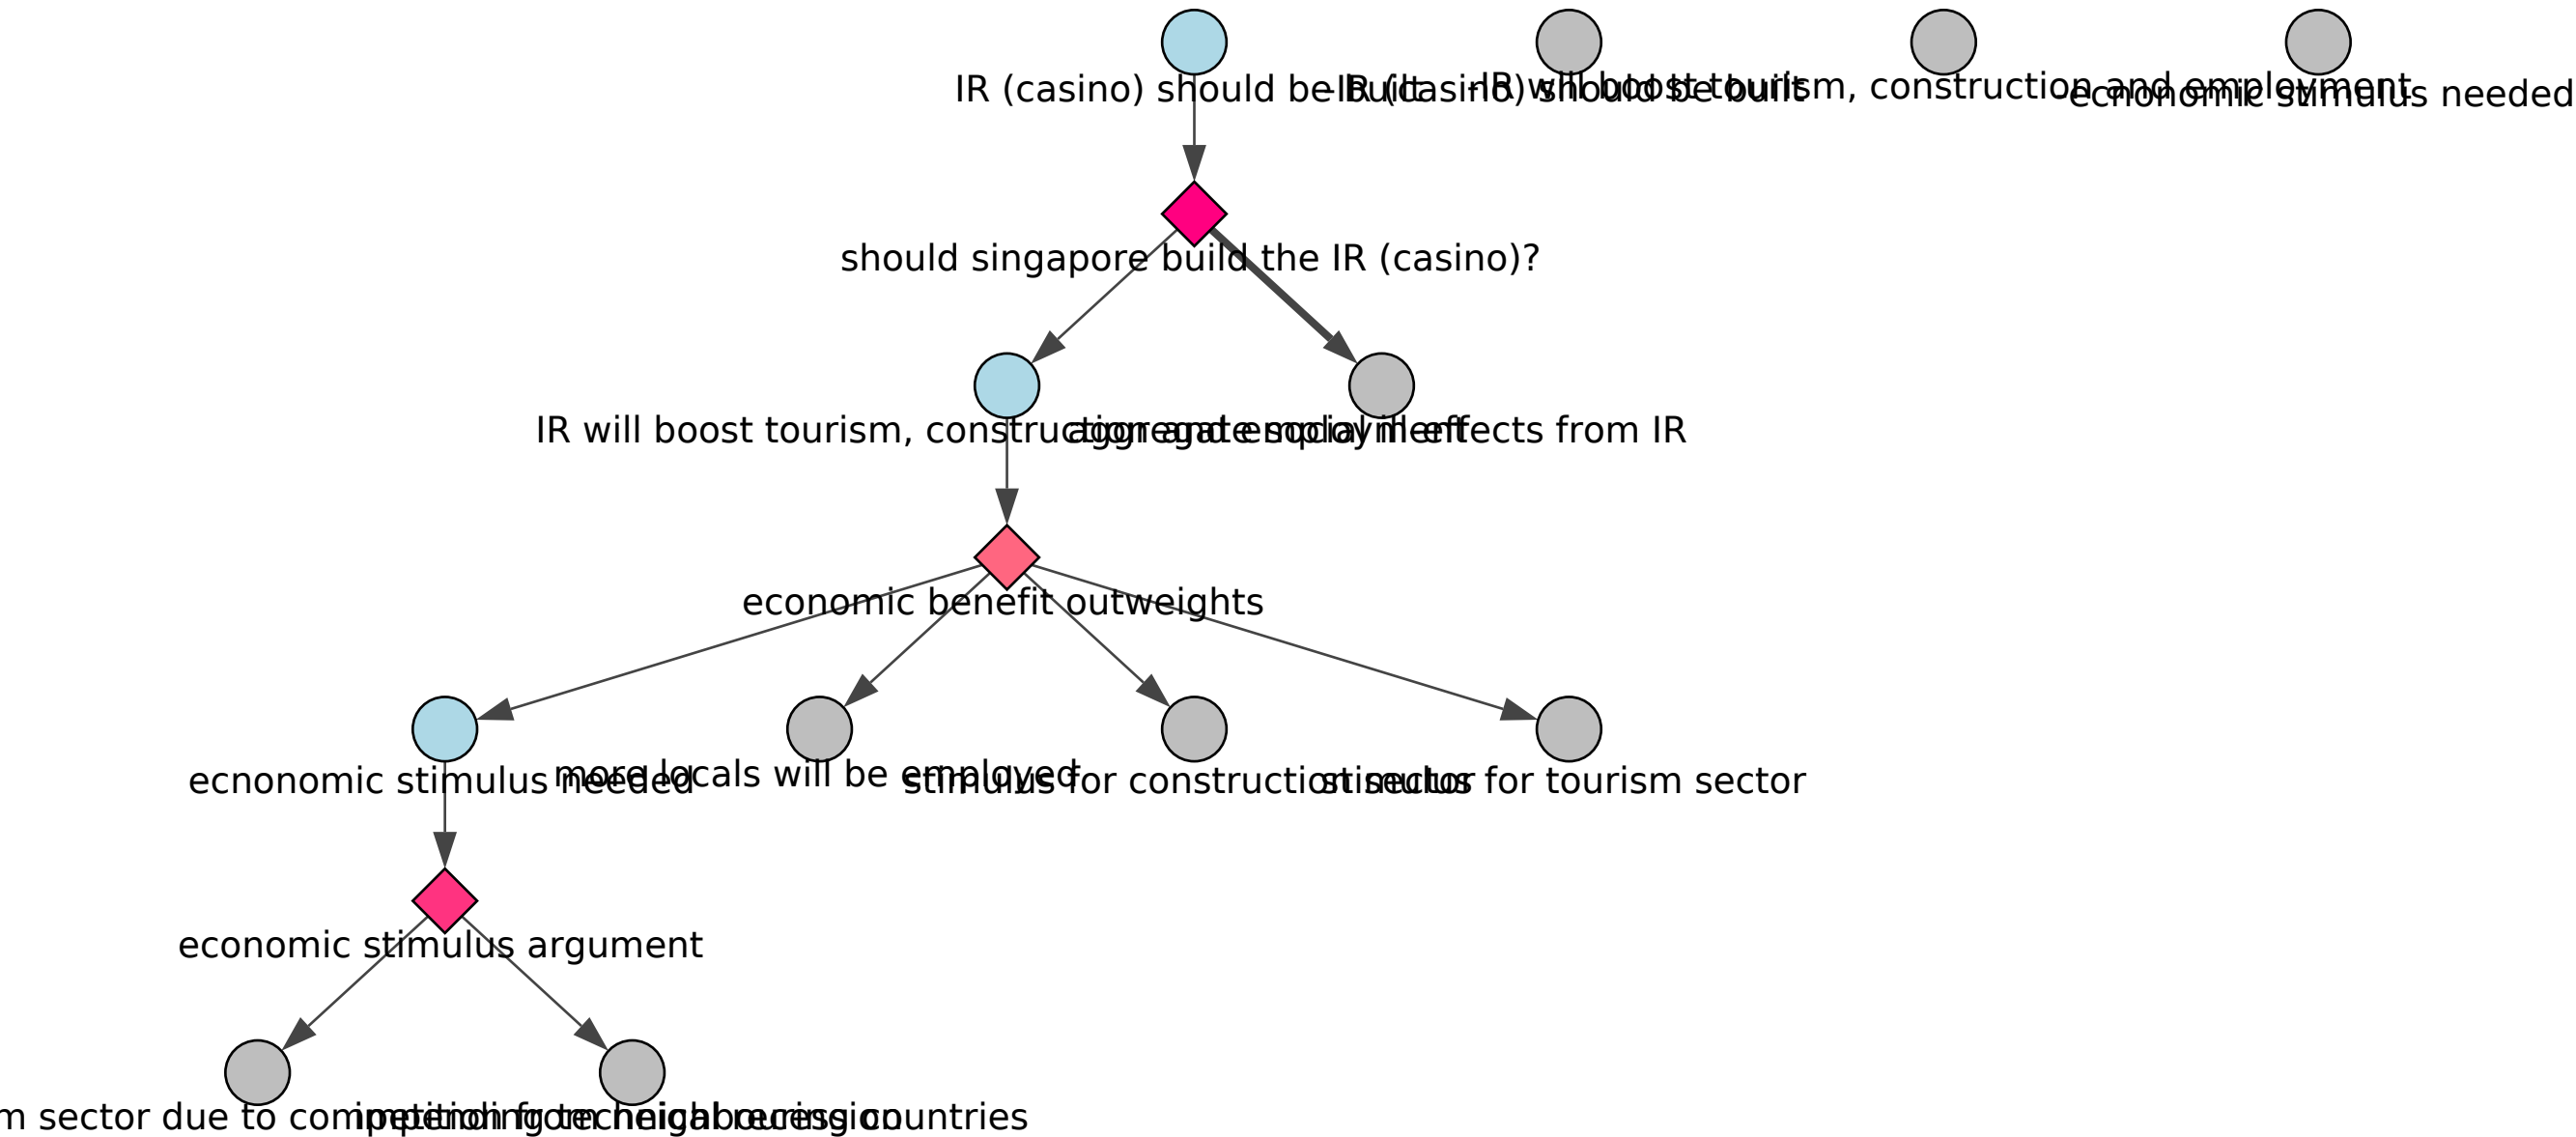 IR (casino) should be built
-IR (casino) should be built
-IR will boost tourism, construction and employment
-ecnonomic stimulus needed
should singapore build the IR (casino)?
IR will boost tourism, construction and employment
aggregate social ill-effects from IR
economic benefit outweights
ecnonomic stimulus needed
more locals will be employed
stimulus for construction sector
stimulus for tourism sector
economic stimulus argument
m sector due to competition from neighbouring countries
impending technical recession